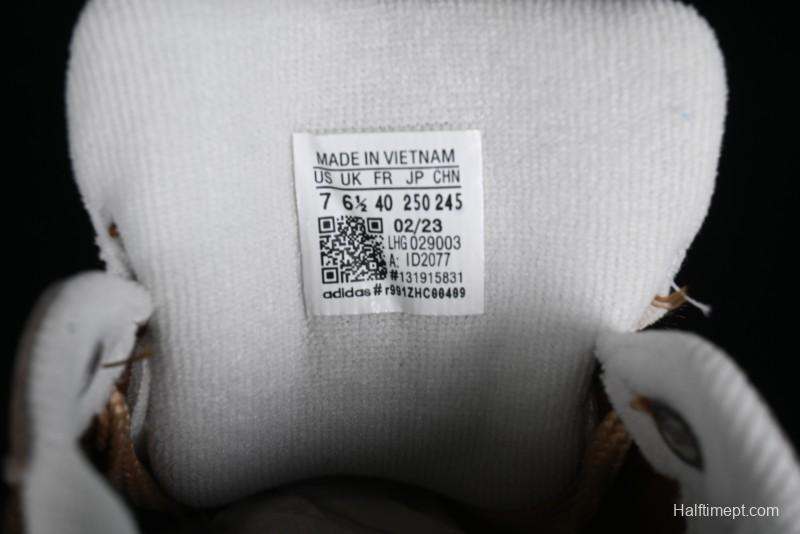 MADE IN VIETNAM
US UK FR JP CHN
7 6½ 40 250 245
02/23
LHG 029003
A: ID2077
#131915831
adidas# r991ZHC00409
Halftimept.com